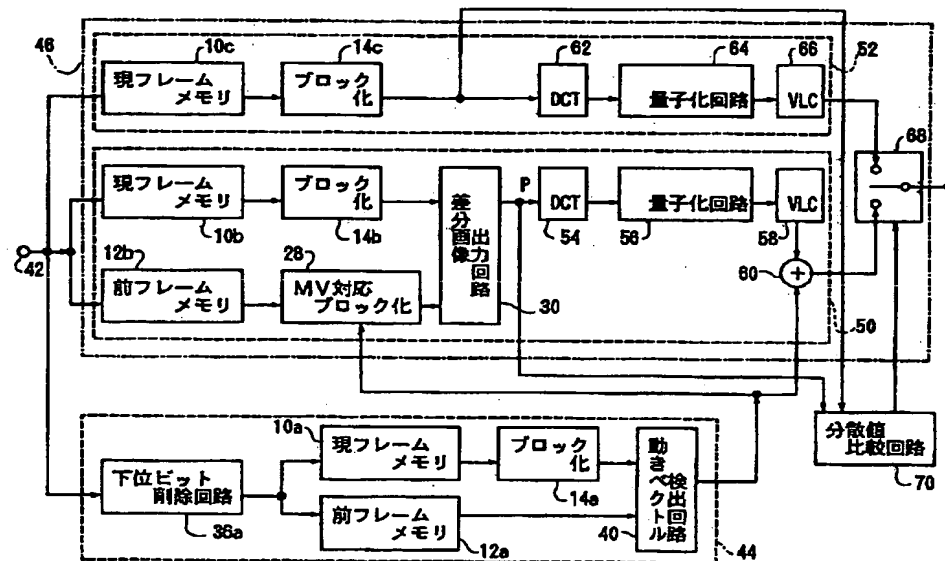 46
10c
14c
62
64
66
52
現フレーム
メモリ
ブロック
化
DCT
量子化回路
VLC
68
現フレーム
メモリ
10b
ブロック
化
14b
差分画像
出力回路
30
P
DCT
54
量子化回路
56
VLC
58
60
+
42
12b
前フレーム
メモリ
28
MV対応
ブロック化
50
分散値
比較回路
70
下位ビット
削除回路
36a
10a
現フレーム
メモリ
ブロック
化
14a
前フレーム
メモリ
12a
動きベクトル
検出回路
40
44